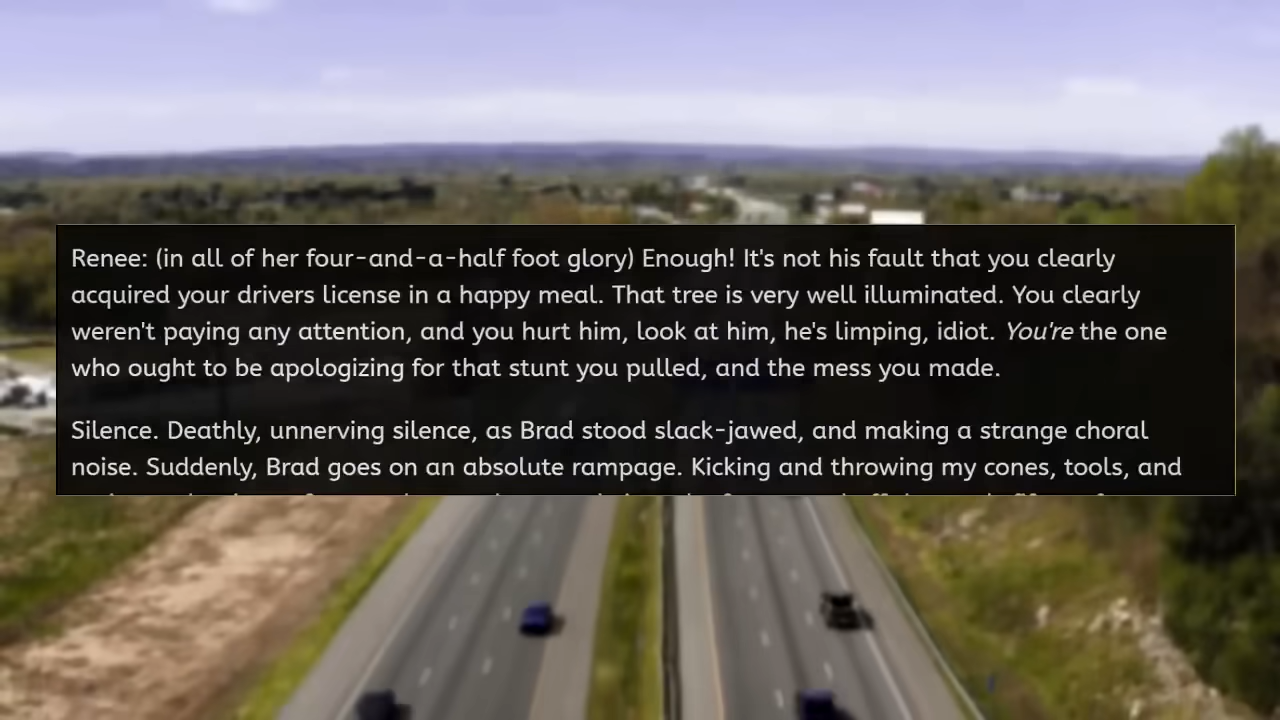 Renee: (in all of her four-and-a-half foot glory) Enough! It's not his fault that you clearly
acquired your drivers license in a happy meal. That tree is very well illuminated. You clearly
weren't paying any attention, and you hurt him, look at him, he's limping, idiot. You're the one
who ought to be apologizing for that stunt you pulled, and the mess you made.
Silence. Deathly, unnerving silence, as Brad stood slack-jawed, and making a strange choral
noise. Suddenly, Brad goes on an absolute rampage. Kicking and throwing my cones, tools, and